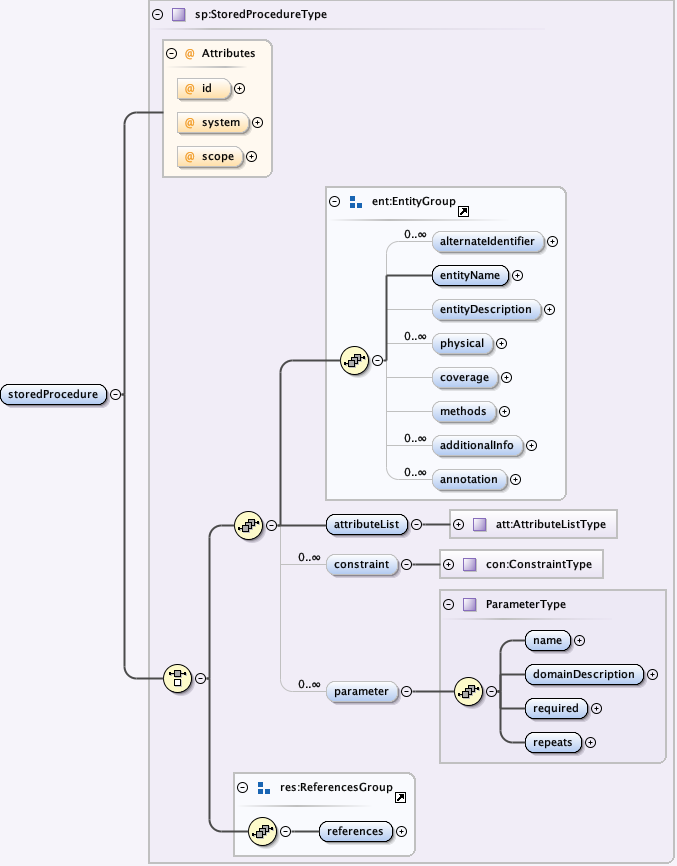 sp:StoredProcedureType
@ Attributes
@ id
@ system
@ scope
ent:EntityGroup
0..∞ alternateIdentifier
entityName
entityDescription
0..∞ physical
coverage
methods
0..∞ additionalInfo
0..∞ annotation
storedProcedure
attributeList att:AttributeListType
0..∞ constraint con:ConstraintType
ParameterType
name
domainDescription
0..∞ parameter
required
repeats
res:ReferencesGroup
references